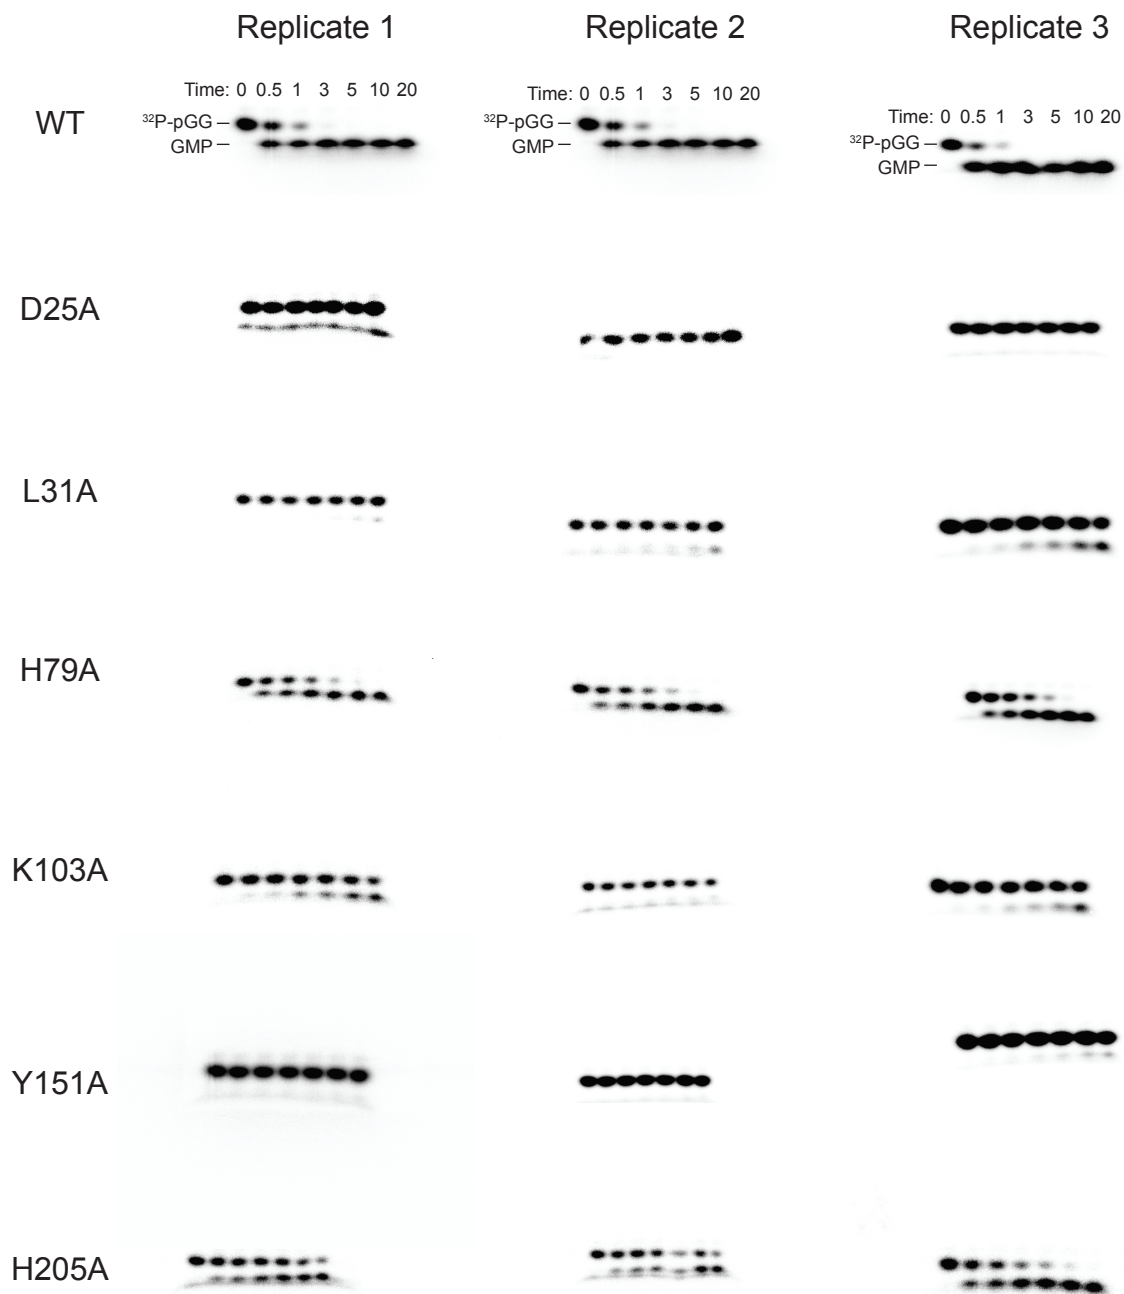 Replicate 1
Replicate 2
Replicate 3
WT
Time: 0 0.5 1 3 5 10 20
³²P-pGG
GMP
Time: 0 0.5 1 3 5 10 20
³²P-pGG
GMP
Time: 0 0.5 1 3 5 10 20
³²P-pGG
GMP
D25A
L31A
H79A
K103A
Y151A
H205A